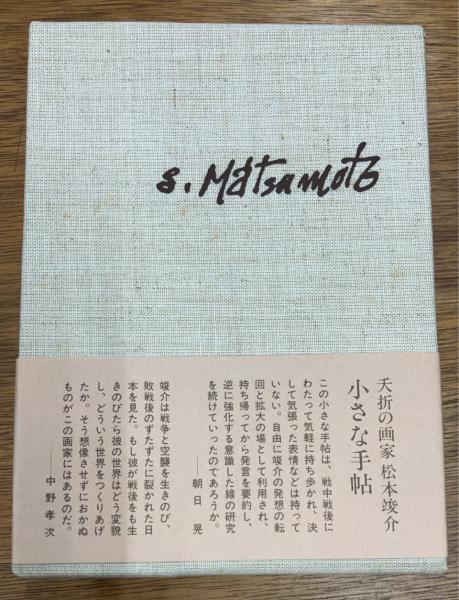 S. Matsumoto
夭折の画家 松本竣介
小さな手帖
この小さな手帖は、戦中戦後に
わたって気軽に持ち歩かれ、決
して気張った表情などは持って
いない。自由に竣介の発想の転
回と拡大の場として利用され、
持ち帰ってから発言を要約し、
逆に強化する意識した線の研究
を続けていったのであろうか。
――朝日 晃
竣介は戦争と空襲を生きのび、
敗戦後のずたずたに裂かれた日
本を見た。もし彼が戦後をも生
きのびたら彼の世界はどう変貌
し、どういう世界をつくりあげ
たか。そう想像させずにおかぬ
ものがこの画家にはあるのだ。
中野孝次